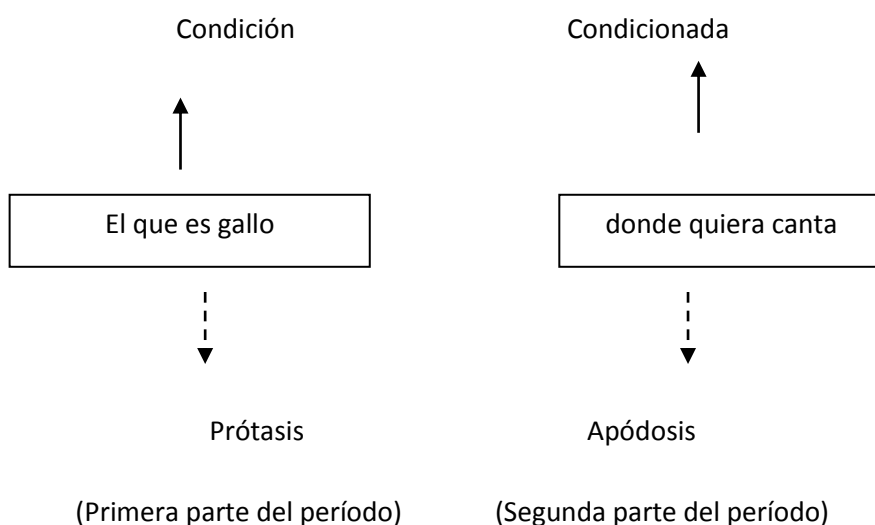 Condición Condicionada
El que es gallo donde quiera canta
Prótasis Apódosis
(Primera parte del período) (Segunda parte del período)